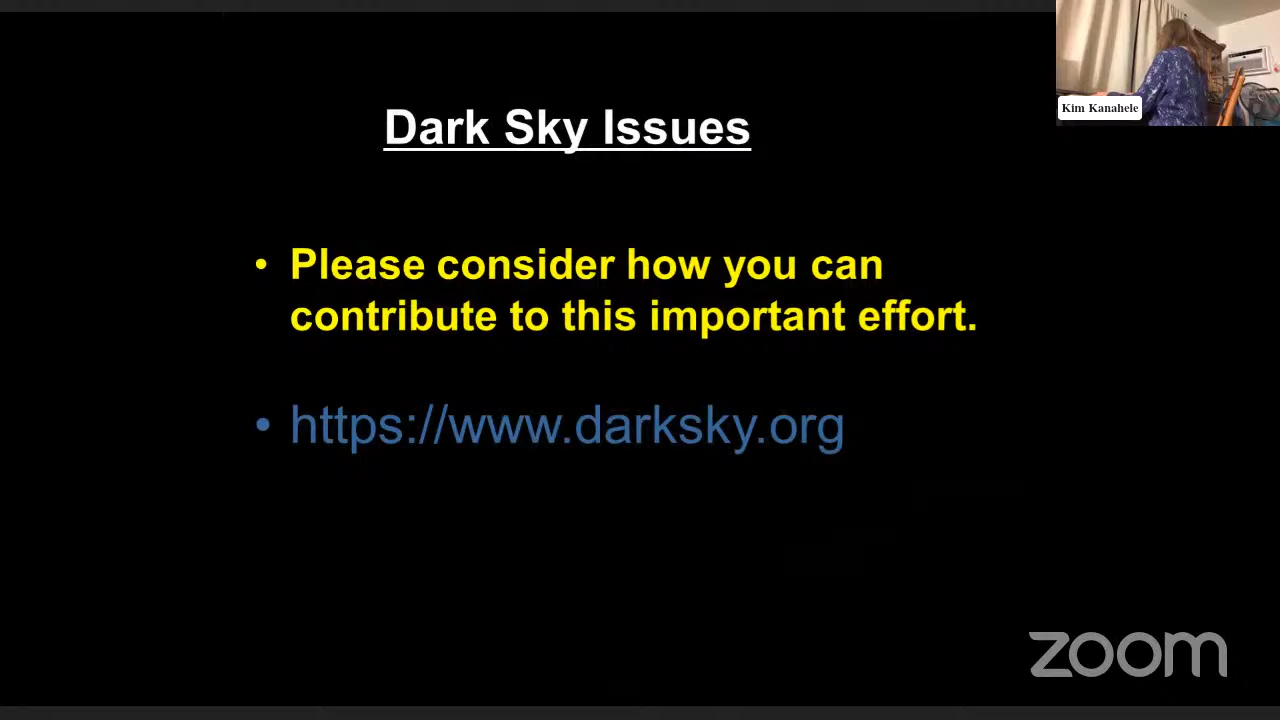 Kim Kanahele
Dark Sky Issues
• Please consider how you can
contribute to this important effort.
• https://www.darksky.org
zoom